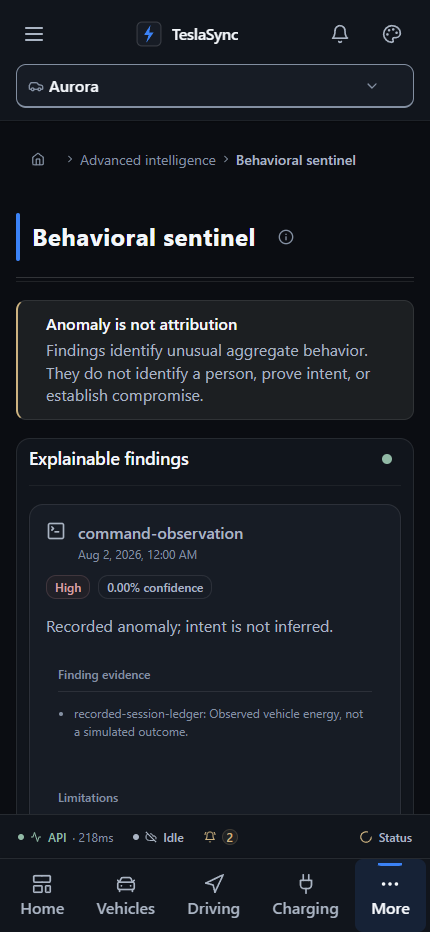 TeslaSync
Aurora
Advanced intelligence
Behavioral sentinel
Behavioral sentinel
Anomaly is not attribution
Findings identify unusual aggregate behavior.
They do not identify a person, prove intent, or
establish compromise.
Explainable findings
command-observation
Aug 2, 2026, 12:00 AM
High
0.00% confidence
Recorded anomaly; intent is not inferred.
Finding evidence
• recorded-session-ledger: Observed vehicle energy, not
a simulated outcome.
Limitations
API · 218ms
Idle
2
Status
Home
Vehicles
Driving
Charging
More